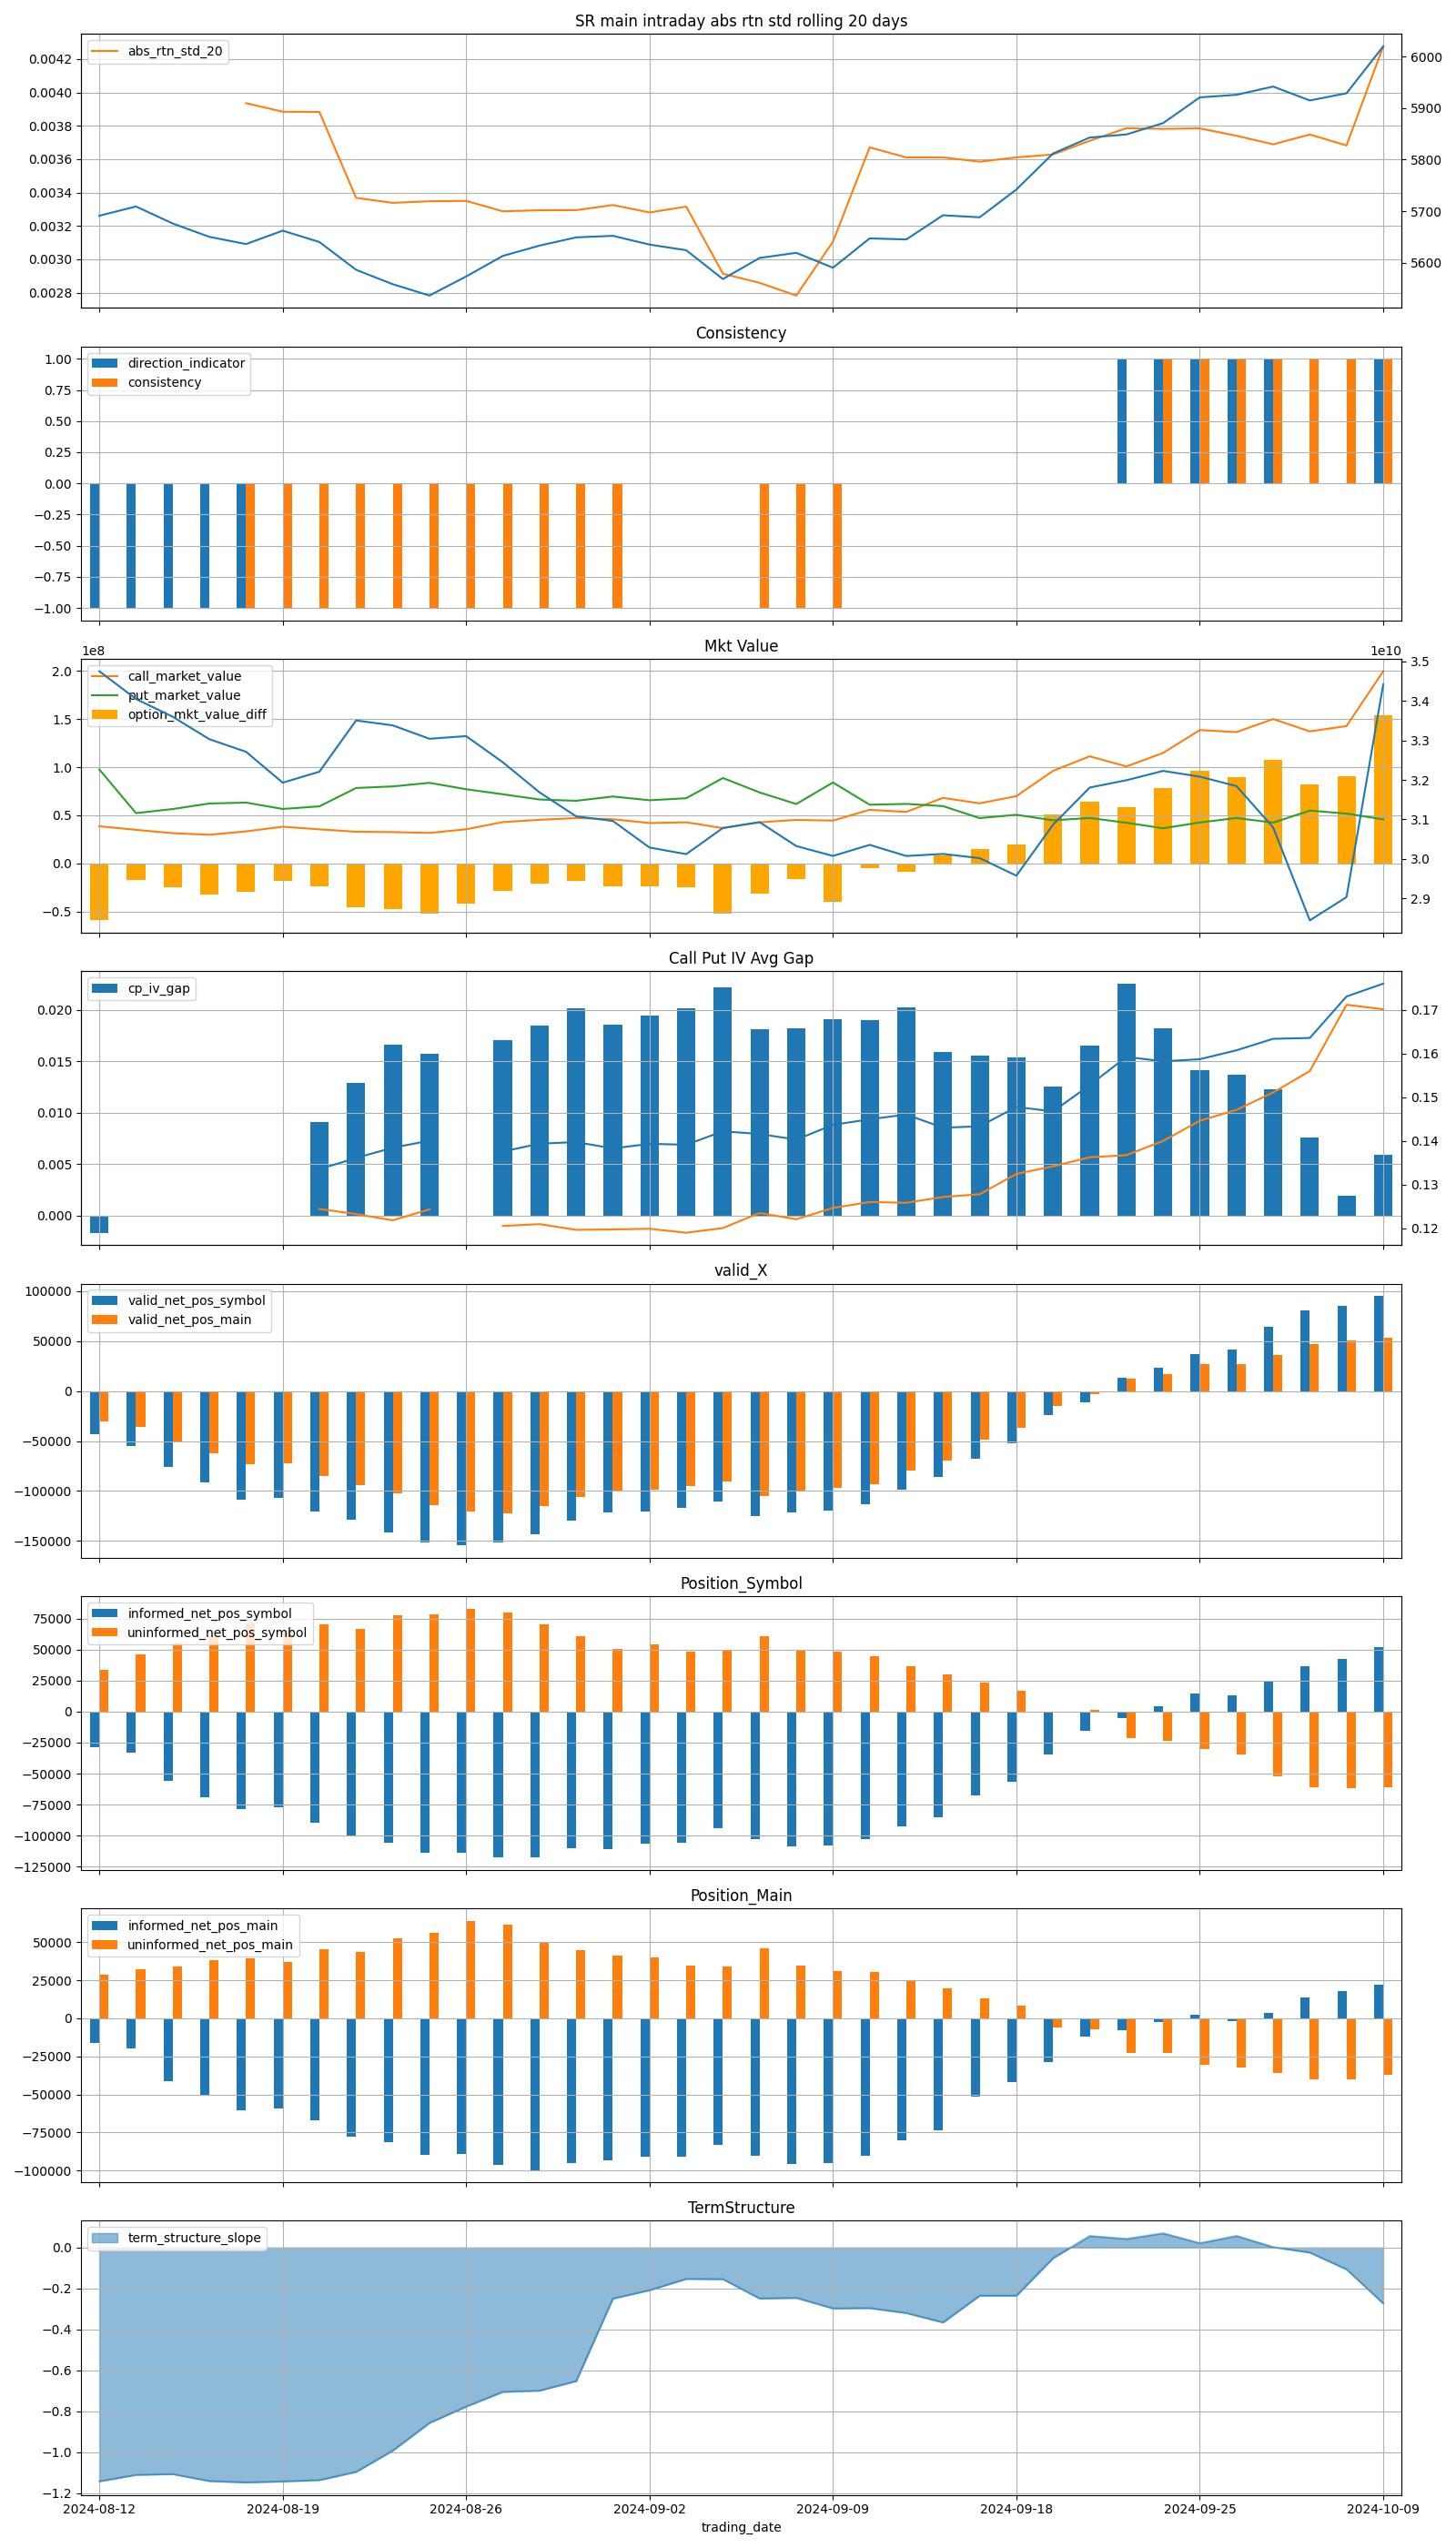 SR main intraday abs rtn std rolling 20 days
abs_rtn_std_20
0.0042
0.0040
0.0038
0.0036
0.0034
0.0032
0.0030
0.0028
6000
5900
5800
5700
5600
Consistency
direction_indicator
consistency
1.00
0.75
0.50
0.25
0.00
−0.25
−0.50
−0.75
−1.00
Mkt Value
1e8
1e10
call_market_value
put_market_value
option_mkt_value_diff
2.0
1.5
1.0
0.5
0.0
−0.5
3.5
3.4
3.3
3.2
3.1
3.0
2.9
Call Put IV Avg Gap
cp_iv_gap
0.020
0.015
0.010
0.005
0.000
0.17
0.16
0.15
0.14
0.13
0.12
valid_X
valid_net_pos_symbol
valid_net_pos_main
100000
50000
0
−50000
−100000
−150000
Position_Symbol
informed_net_pos_symbol
uninformed_net_pos_symbol
75000
50000
25000
0
−25000
−50000
−75000
−100000
−125000
Position_Main
informed_net_pos_main
uninformed_net_pos_main
50000
25000
0
−25000
−50000
−75000
−100000
TermStructure
term_structure_slope
0.0
−0.2
−0.4
−0.6
−0.8
−1.0
−1.2
2024-08-12 2024-08-19 2024-08-26 2024-09-02 2024-09-09 2024-09-18 2024-09-25 2024-10-09
trading_date